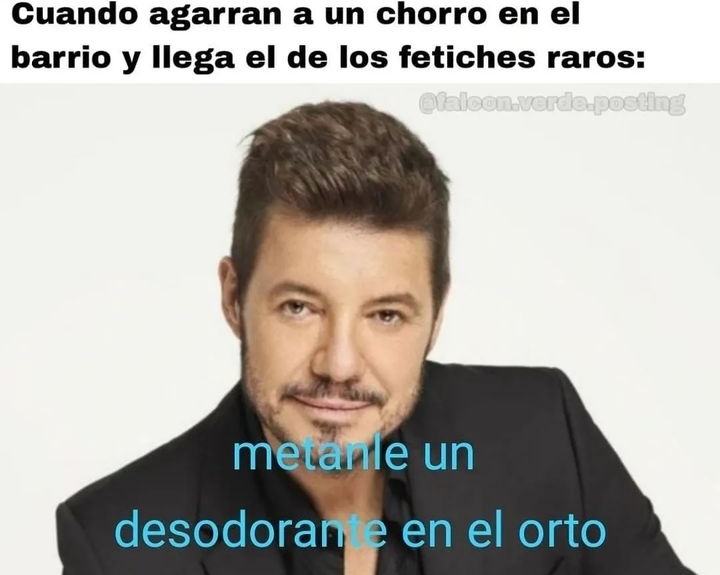 Cuando agarran a un chorro en el
barrio y llega el de los fetiches raros:
@falcon.verde.posting
metanle un
desodorante en el orto